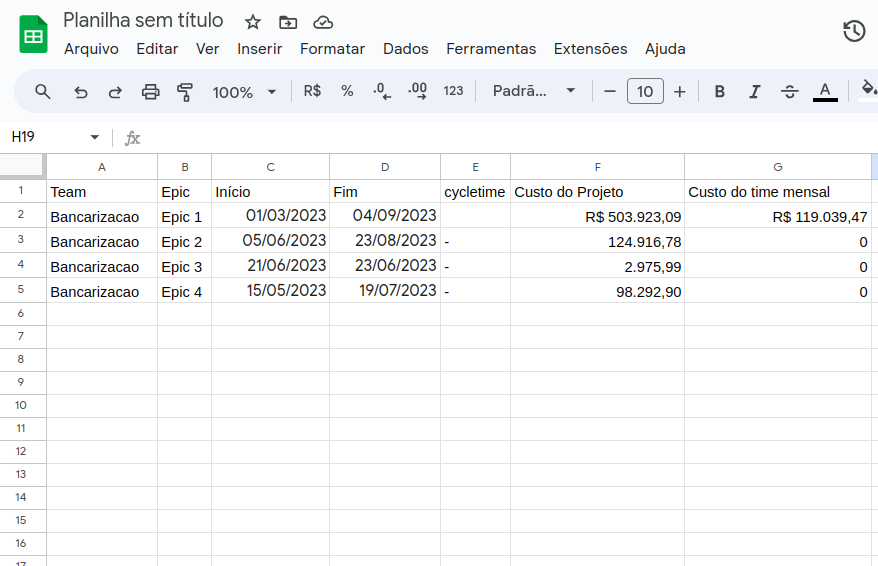 Planilha sem título
Arquivo Editar Ver Inserir Formatar Dados Ferramentas Extensões Ajuda
100% R$ % .0 .00 123 Padrã... 10 B I S A
H19 fx
A B C D E F G
1 Team Epic Início Fim cycletime Custo do Projeto Custo do time mensal
2 Bancarizacao Epic 1 01/03/2023 04/09/2023 R$ 503.923,09 R$ 119.039,47
3 Bancarizacao Epic 2 05/06/2023 23/08/2023 - 124.916,78 0
4 Bancarizacao Epic 3 21/06/2023 23/06/2023 - 2.975,99 0
5 Bancarizacao Epic 4 15/05/2023 19/07/2023 - 98.292,90 0
6
7
8
9
10
11
12
13
14
15
16
17